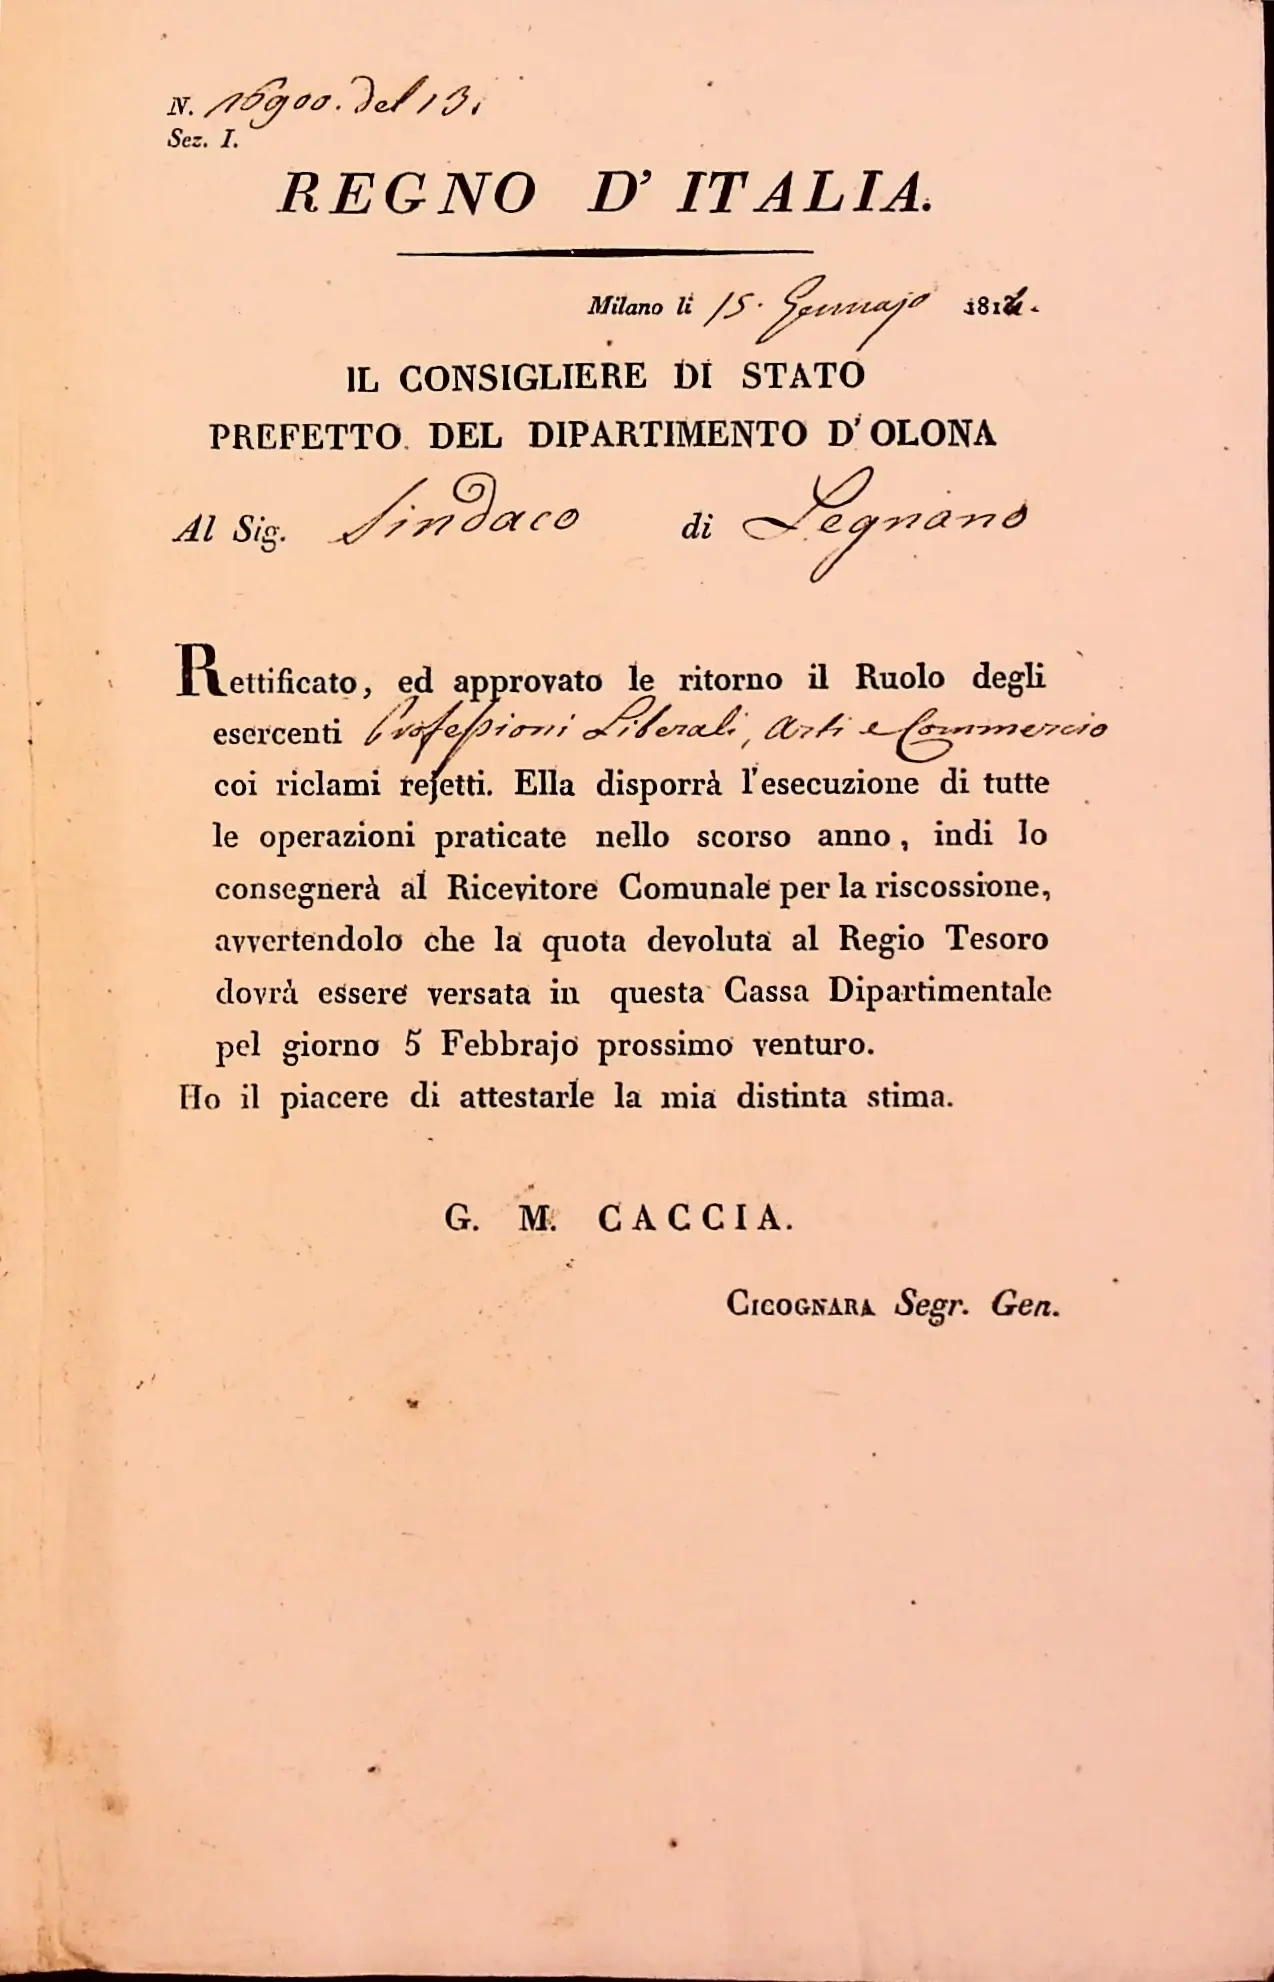 N. 16900. del 13.
Sez. I.
REGNO D' ITALIA.
Milano li 15. Gennajo 1814.
IL CONSIGLIERE DI STATO
PREFETTO DEL DIPARTIMENTO D' OLONA
Al Sig. Sindaco di Legnano
Rettificato, ed approvato le ritorno il Ruolo degli
esercenti Professioni Liberali, Arti e Commercio
coi riclami rejetti. Ella disporrà l'esecuzione di tutte
le operazioni praticate nello scorso anno, indi lo
consegnerà al Ricevitore Comunale per la riscossione,
avvertendolo che la quota devoluta al Regio Tesoro
dovrà essere versata in questa Cassa Dipartimentale
pel giorno 5 Febbrajo prossimo venturo.
Ho il piacere di attestarle la mia distinta stima.
G. M. CACCIA.
CICOGNARA Segr. Gen.